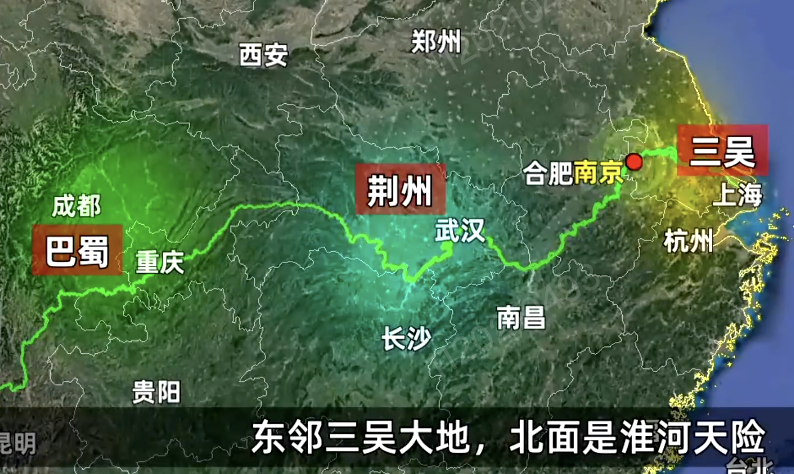 西安
郑州
三吴
合肥
南京
荆州
成都
上海
武汉
巴蜀
重庆
杭州
南昌
长沙
贵阳
东邻三吴大地，北面是淮河天险
昆明
台北